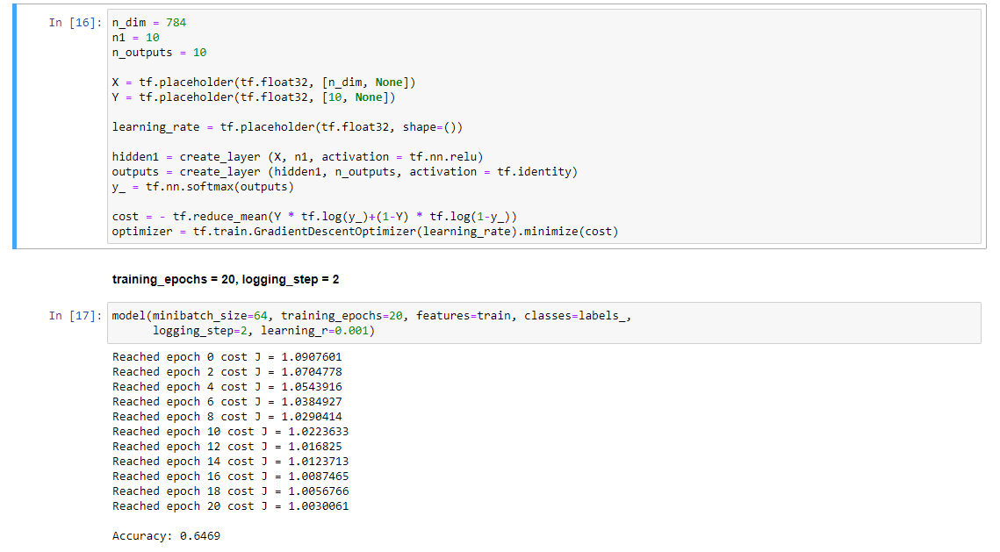 In [16]:
n_dim = 784
n1 = 10
n_outputs = 10
X = tf.placeholder(tf.float32, [n_dim, None])
Y = tf.placeholder(tf.float32, [10, None])
learning_rate = tf.placeholder(tf.float32, shape=())
hidden1 = create_layer (X, n1, activation = tf.nn.relu)
outputs = create_layer (hidden1, n_outputs, activation = tf.identity)
y_ = tf.nn.softmax(outputs)
cost = - tf.reduce_mean(Y * tf.log(y_)+(1-Y) * tf.log(1-y_))
optimizer = tf.train.GradientDescentOptimizer(learning_rate).minimize(cost)
training_epochs = 20, logging_step = 2
In [17]:
model(minibatch_size=64, training_epochs=20, features=train, classes=labels_,
logging_step=2, learning_r=0.001)
Reached epoch 0 cost J = 1.0907601
Reached epoch 2 cost J = 1.0704778
Reached epoch 4 cost J = 1.0543916
Reached epoch 6 cost J = 1.0384927
Reached epoch 8 cost J = 1.0290414
Reached epoch 10 cost J = 1.0223633
Reached epoch 12 cost J = 1.016825
Reached epoch 14 cost J = 1.0123713
Reached epoch 16 cost J = 1.0087465
Reached epoch 18 cost J = 1.0056766
Reached epoch 20 cost J = 1.0030061
Accuracy: 0.6469